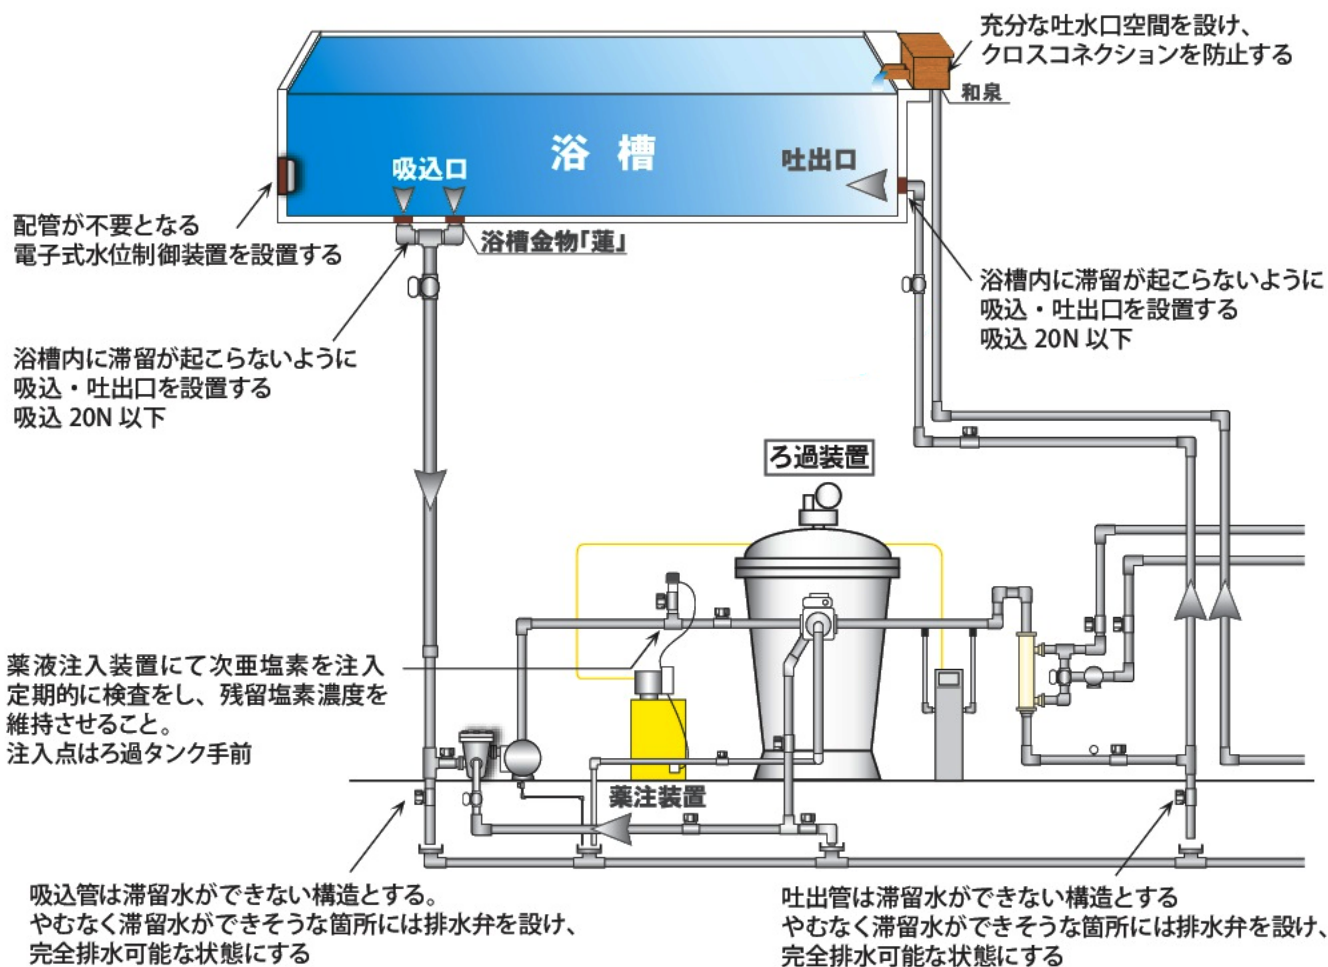 充分な吐水口空間を設け、
クロスコネクションを防止する
和泉
浴 槽
吸込口
吐出口
配管が不要となる
電子式水位制御装置を設置する
浴槽金物「蓮」
浴槽内に滞留が起こらないように
吸込・吐出口を設置する
吸込 20N 以下
浴槽内に滞留が起こらないように
吸込・吐出口を設置する
吸込 20N 以下
ろ過装置
薬液注入装置にて次亜塩素を注入
定期的に検査をし、残留塩素濃度を
維持させること。
注入点はろ過タンク手前
薬注装置
吸込管は滞留水ができない構造とする。
やむなく滞留水ができそうな箇所には排水弁を設け、
完全排水可能な状態にする
吐出管は滞留水ができない構造とする
やむなく滞留水ができそうな箇所には排水弁を設け、
完全排水可能な状態にする